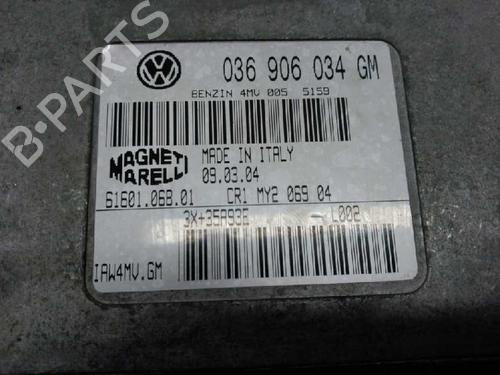 B-PARTS
036 906 034 GM
BENZIN 4MV 005 5159
MAGNETI MARELLI
MADE IN ITALY
09.03.04
61601.068.01 CR1 MY2 069 04
3X+35A93E - L002
IAW4MV.GM